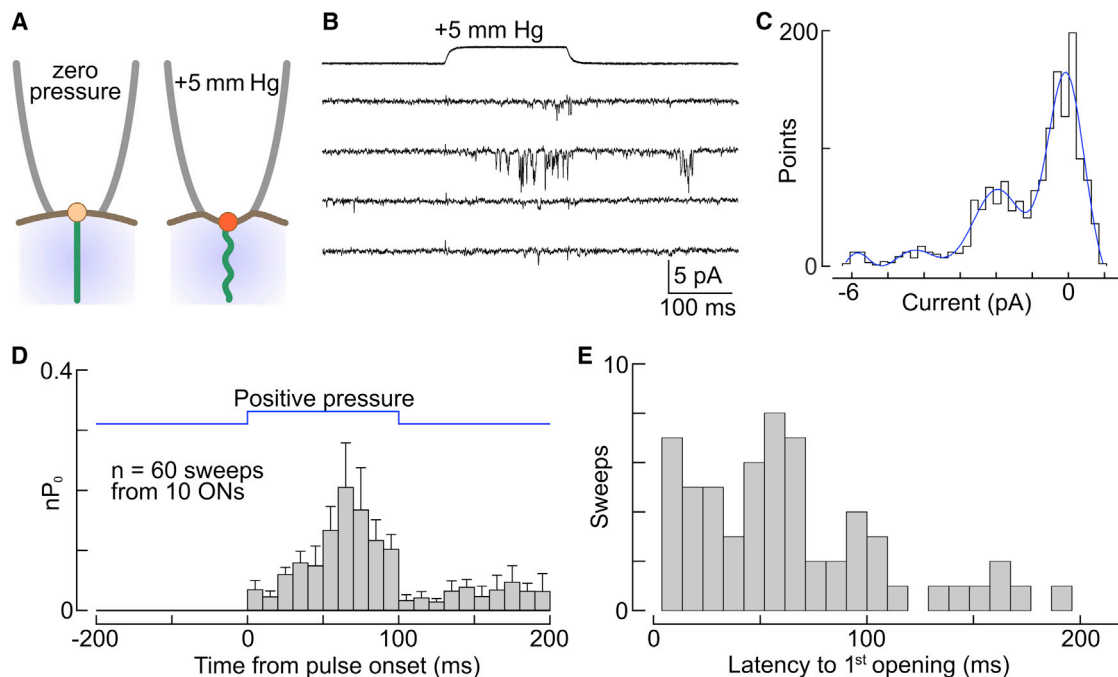 A
zero
pressure
+5 mm Hg
B
+5 mm Hg
5 pA
100 ms
C
200
Points
0
-6
0
Current (pA)
D
0.4
nP₀
0
Positive pressure
n = 60 sweeps
from 10 ONs
-200
0
100
200
Time from pulse onset (ms)
E
10
Sweeps
0
0
100
200
Latency to 1st opening (ms)